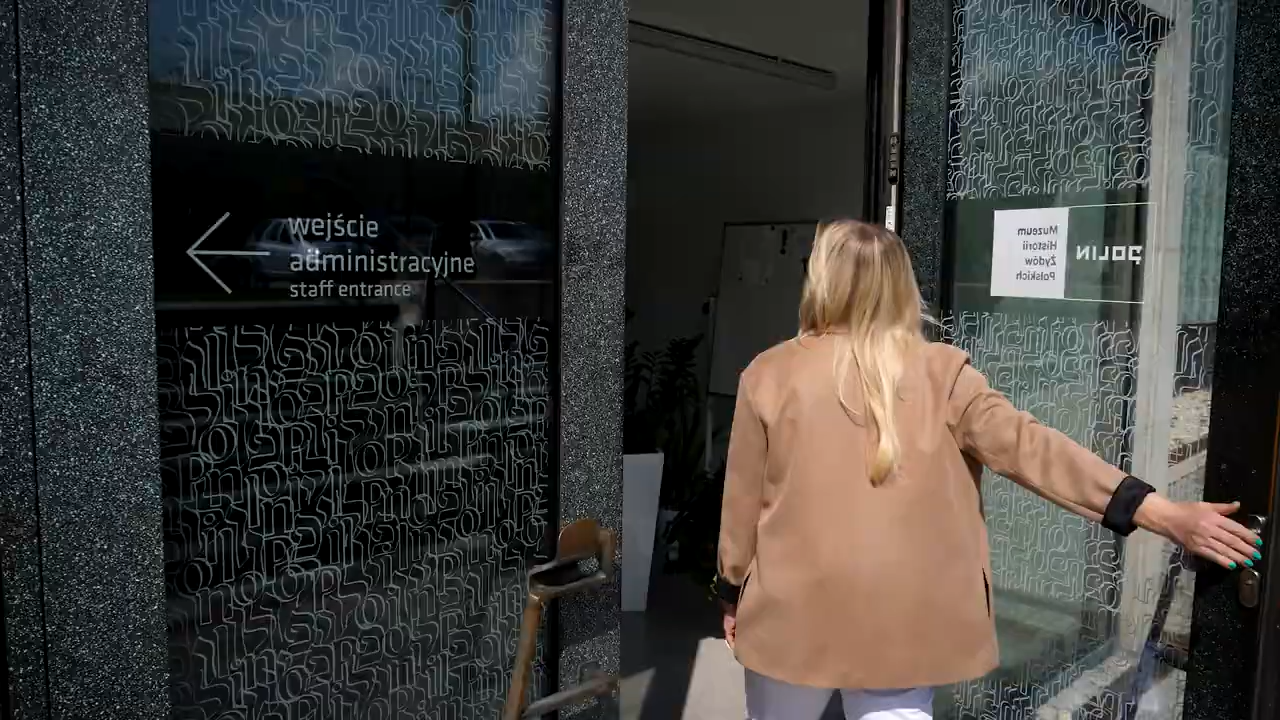 wejście
administracyjne
staff entrance
Muzeum
Historii
Żydów
Polskich
POLIN